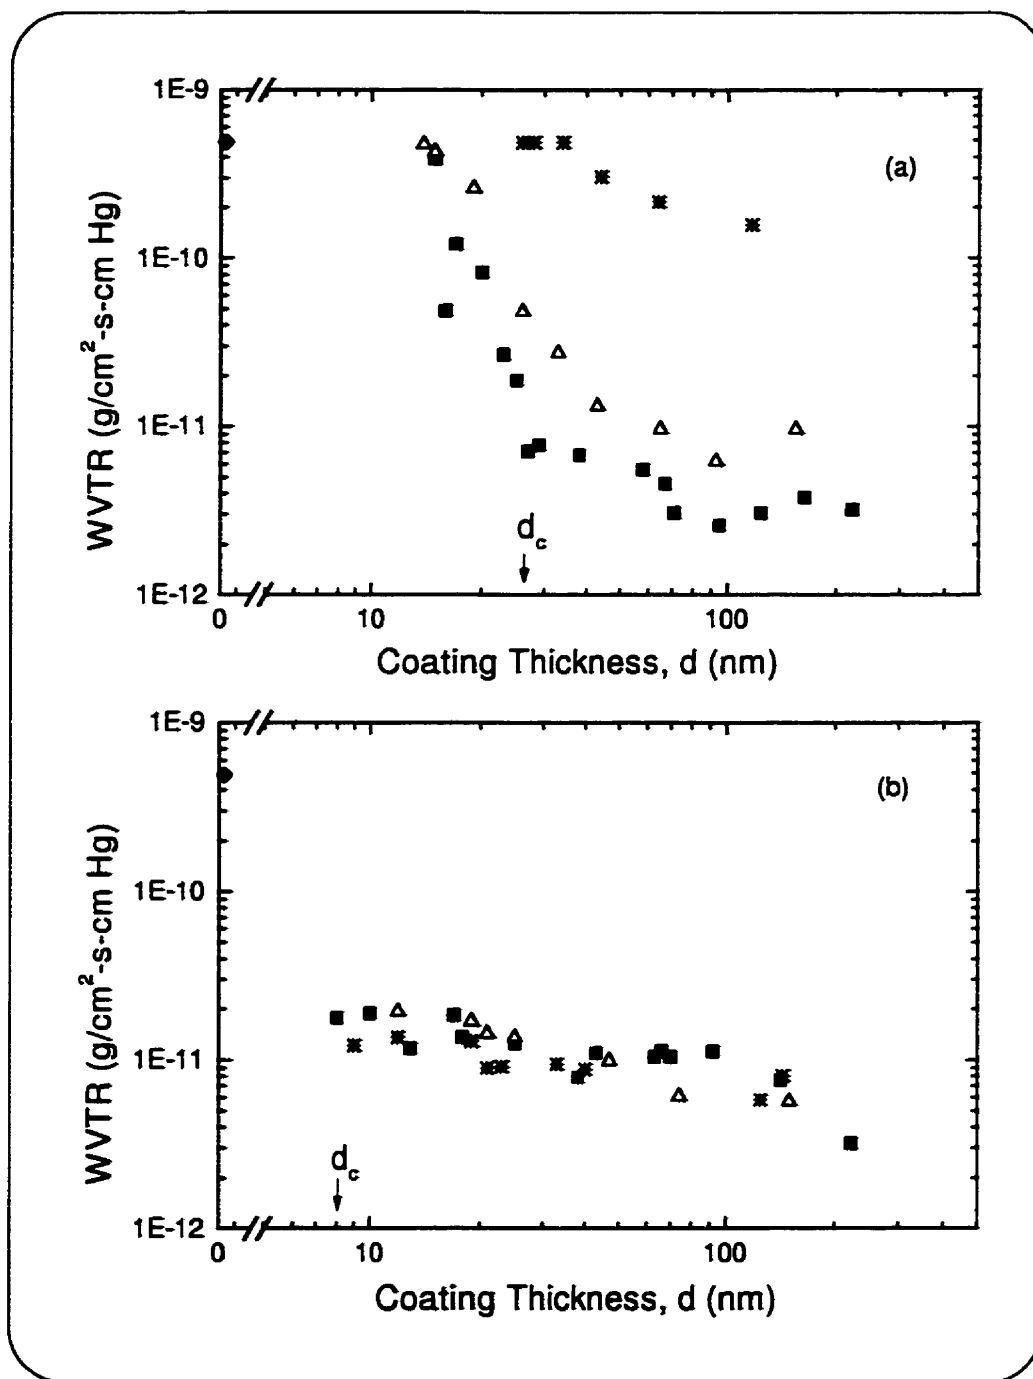 1E-9
1E-10
1E-11
1E-12
WVTR (g/cm²-s-cm Hg)
(a)
d_c
0 10 100
Coating Thickness, d (nm)
1E-9
1E-10
1E-11
1E-12
WVTR (g/cm²-s-cm Hg)
(b)
d_c
0 10 100
Coating Thickness, d (nm)